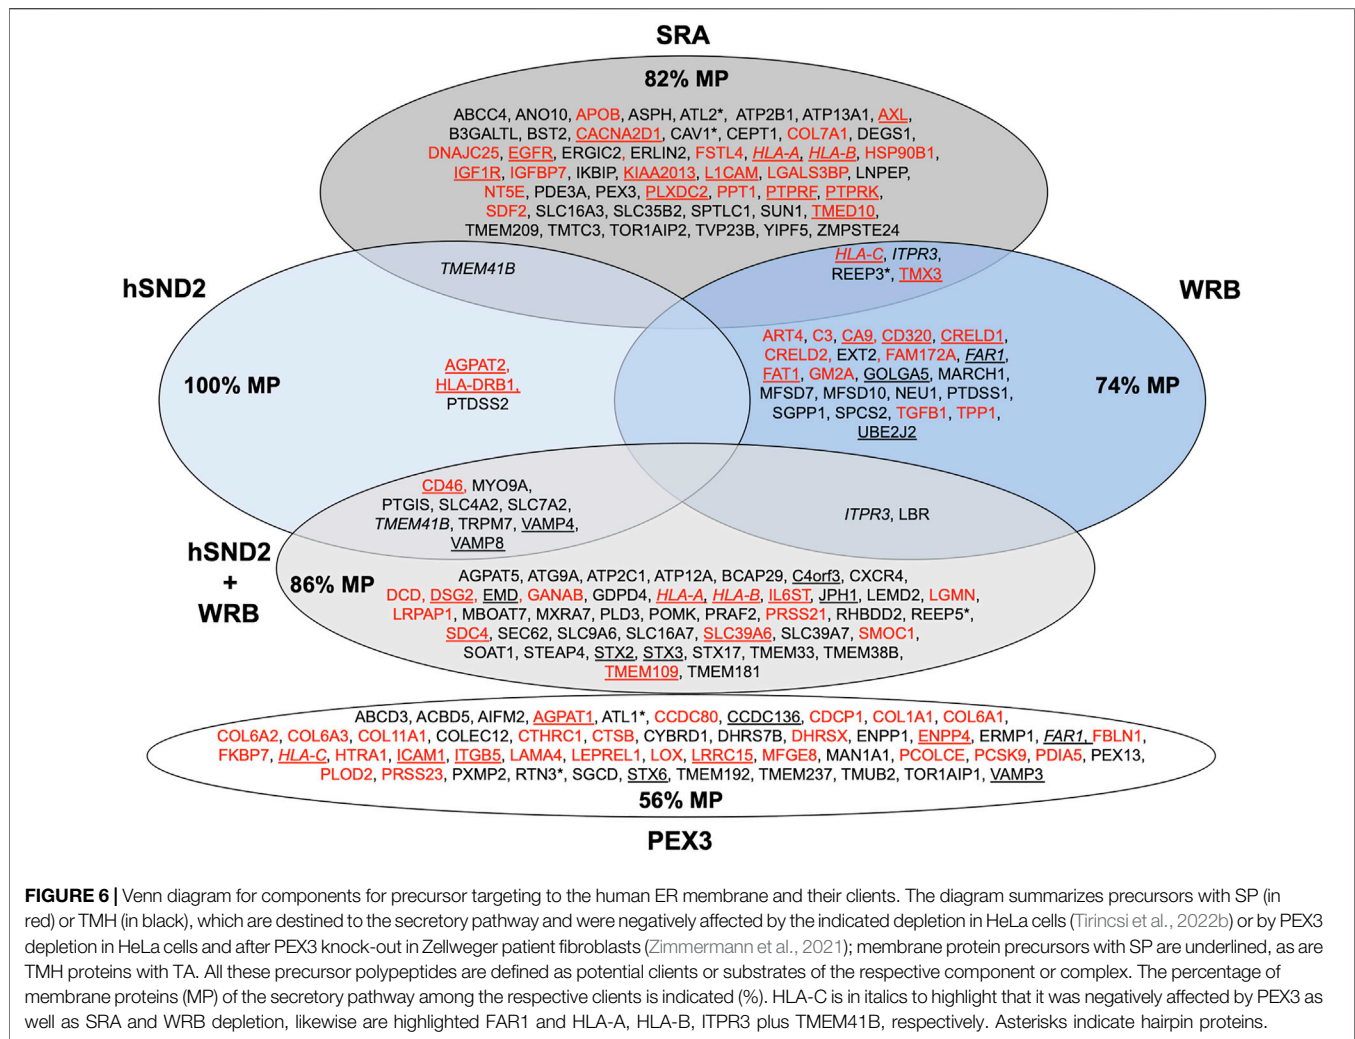 SRA
82% MP
ABCC4, ANO10, APOB, ASPH, ATL2*, ATP2B1, ATP13A1, AXL,
B3GALTL, BST2, CACNA2D1, CAV1*, CEPT1, COL7A1, DEGS1,
DNAJC25, EGFR, ERGIC2, ERLIN2, FSTL4, HLA-A, HLA-B, HSP90B1,
IGF1R, IGFBP7, IKBIP, KIAA2013, L1CAM, LGALS3BP, LNPEP,
NT5E, PDE3A, PEX3, PLXDC2, PPT1, PTPRF, PTPRK,
SDF2, SLC16A3, SLC35B2, SPTLC1, SUN1, TMED10,
TMEM209, TMTC3, TOR1AIP2, TVP23B, YIPF5, ZMPSTE24
TMEM41B
HLA-C, ITPR3,
REEP3*, TMX3
hSND2
WRB
100% MP
AGPAT2,
HLA-DRB1,
PTDSS2
ART4, C3, CA9, CD320, CRELD1,
CRELD2, EXT2, FAM172A, FAR1,
FAT1, GM2A, GOLGA5, MARCH1,
MFSD7, MFSD10, NEU1, PTDSS1,
SGPP1, SPCS2, TGFB1, TPP1,
UBE2J2
74% MP
CD46, MYO9A,
PTGIS, SLC4A2, SLC7A2,
TMEM41B, TRPM7, VAMP4,
VAMP8
ITPR3, LBR
hSND2
+
WRB
86% MP
AGPAT5, ATG9A, ATP2C1, ATP12A, BCAP29, C4orf3, CXCR4,
DCD, DSG2, EMD, GANAB, GDPD4, HLA-A, HLA-B, IL6ST, JPH1, LEMD2, LGMN,
LRPAP1, MBOAT7, MXRA7, PLD3, POMK, PRAF2, PRSS21, RHBDD2, REEP5*,
SDC4, SEC62, SLC9A6, SLC16A7, SLC39A6, SLC39A7, SMOC1,
SOAT1, STEAP4, STX2, STX3, STX17, TMEM33, TMEM38B,
TMEM109, TMEM181
ABCD3, ACBD5, AIFM2, AGPAT1, ATL1*, CCDC80, CCDC136, CDCP1, COL1A1, COL6A1,
COL6A2, COL6A3, COL11A1, COLEC12, CTHRC1, CTSB, CYBRD1, DHRS7B, DHRSX, ENPP1, ENPP4, ERMP1, FAR1, FBLN1,
FKBP7, HLA-C, HTRA1, ICAM1, ITGB5, LAMA4, LEPREL1, LOX, LRRC15, MFGE8, MAN1A1, PCOLCE, PCSK9, PDIA5, PEX13,
PLOD2, PRSS23, PXMP2, RTN3*, SGCD, STX6, TMEM192, TMEM237, TMUB2, TOR1AIP1, VAMP3
56% MP
PEX3
FIGURE 6 | Venn diagram for components for precursor targeting to the human ER membrane and their clients. The diagram summarizes precursors with SP (in
red) or TMH (in black), which are destined to the secretory pathway and were negatively affected by the indicated depletion in HeLa cells (Tirincsi et al., 2022b) or by PEX3
depletion in HeLa cells and after PEX3 knock-out in Zellweger patient fibroblasts (Zimmermann et al., 2021); membrane protein precursors with SP are underlined, as are
TMH proteins with TA. All these precursor polypeptides are defined as potential clients or substrates of the respective component or complex. The percentage of
membrane proteins (MP) of the secretory pathway among the respective clients is indicated (%). HLA-C is in italics to highlight that it was negatively affected by PEX3 as
well as SRA and WRB depletion, likewise are highlighted FAR1 and HLA-A, HLA-B, ITPR3 plus TMEM41B, respectively. Asterisks indicate hairpin proteins.